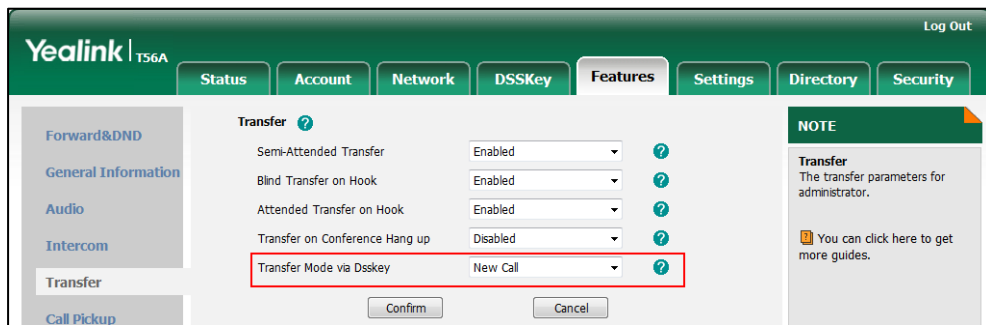 Log Out
Yealink | T56A
Status Account Network DSSKey Features Settings Directory Security
Forward&DND
General Information
Audio
Intercom
Transfer
Call Pickup
Transfer ?
Semi-Attended Transfer Enabled ?
Blind Transfer on Hook Enabled ?
Attended Transfer on Hook Enabled ?
Transfer on Conference Hang up Disabled ?
Transfer Mode via Dsskey New Call ?
Confirm Cancel
NOTE
Transfer
The transfer parameters for
administrator.
? You can click here to get
more guides.